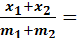 (x₁+x₂)/(m₁+m₂) =